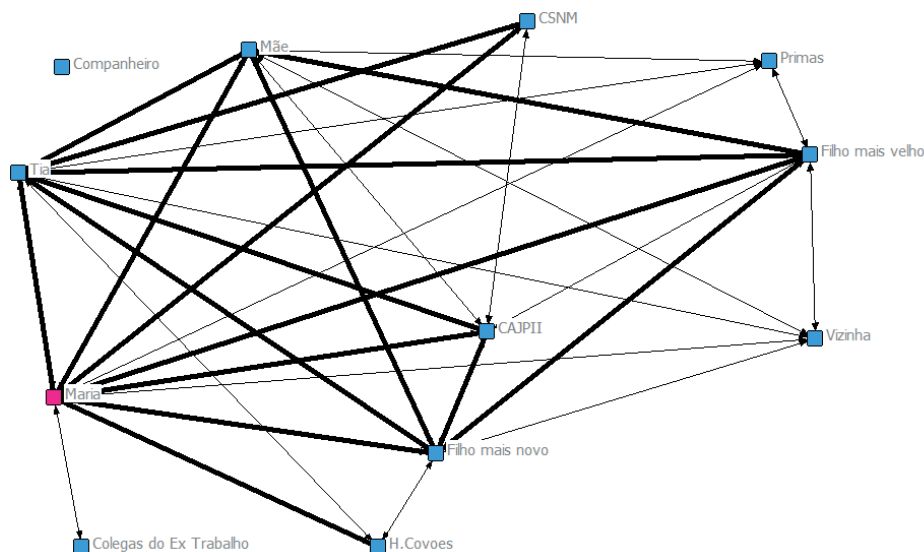 CSNM
Mãe
Companheiro
Primas
Filho mais velho
Tia
CAJPII
Vizinha
Maria
Filho mais novo
Colegas do Ex Trabalho
H.Covoes